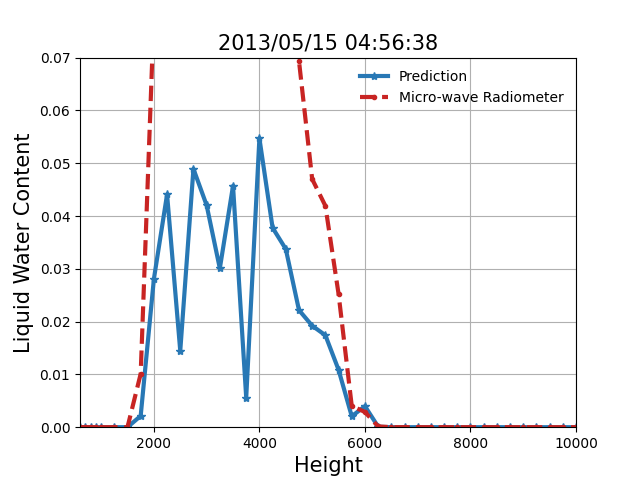 2013/05/15 04:56:38
0.07
0.06
0.05
0.04
0.03
0.02
0.01
0.00
Liquid Water Content
Prediction
Micro-wave Radiometer
2000 4000 6000 8000 10000
Height